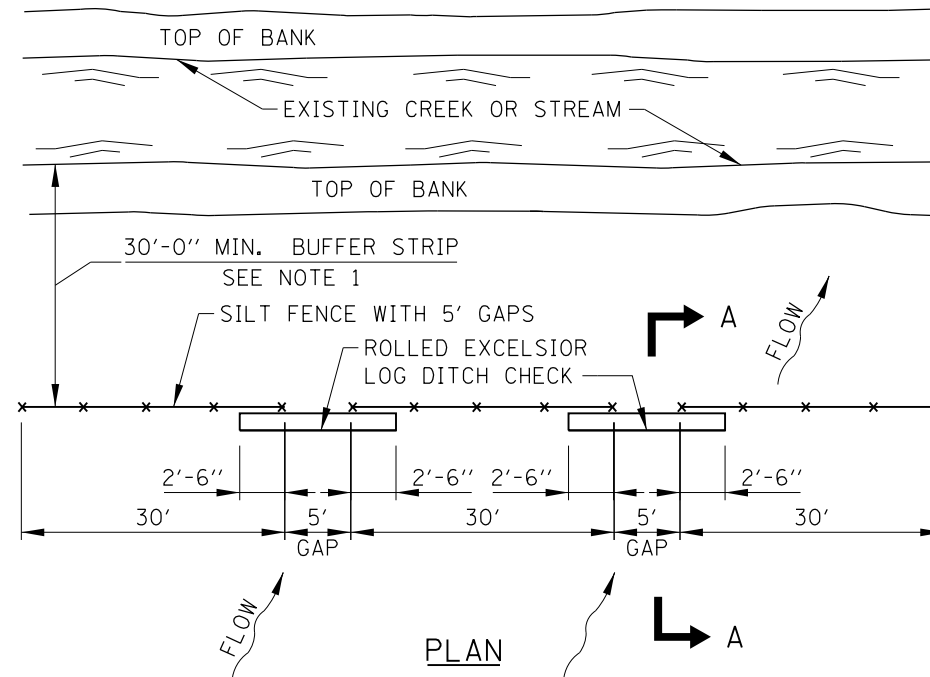 TOP OF BANK
EXISTING CREEK OR STREAM
TOP OF BANK
30'-0'' MIN. BUFFER STRIP
SEE NOTE 1
SILT FENCE WITH 5' GAPS
A
FLOW
ROLLED EXCELSIOR
LOG DITCH CHECK
2'-6'' 2'-6'' 2'-6'' 2'-6''
30' 5' 30' 5' 30'
GAP GAP
FLOW
A
PLAN